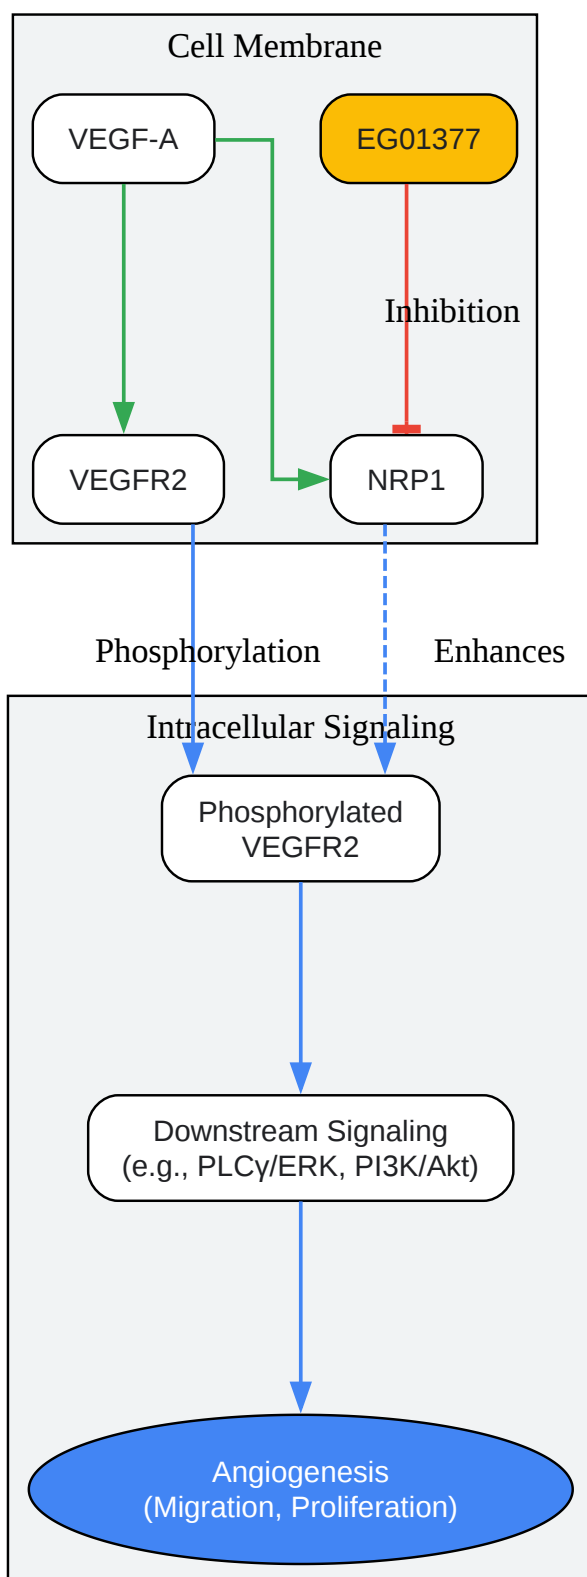 Cell Membrane
VEGF-A
EG01377
Inhibition
VEGFR2
NRP1
Phosphorylation
Enhances
Intracellular Signaling
Phosphorylated
VEGFR2
Downstream Signaling
(e.g., PLCγ/ERK, PI3K/Akt)
Angiogenesis
(Migration, Proliferation)